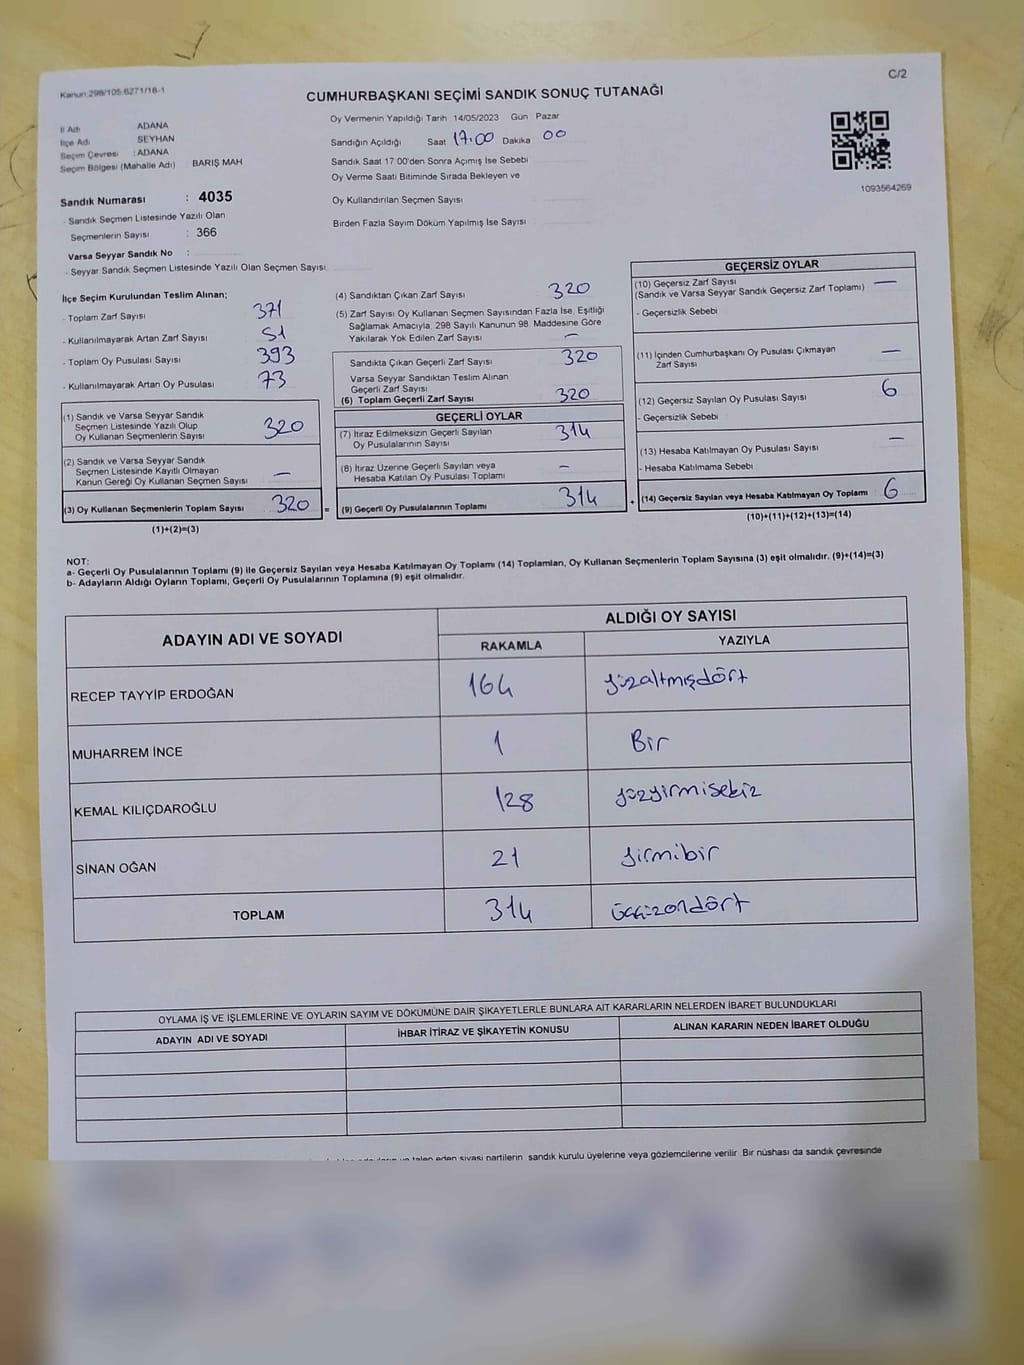 Kanun:298/105.6271/16-1
C/2
CUMHURBAŞKANI SEÇİMİ SANDIK SONUÇ TUTANAĞI
İl Adı : ADANA
İlçe Adı SEYHAN
Seçim Çevresi : ADANA
Seçim Bölgesi (Mahalle Adı) BARIŞ MAH
Sandık Numarası : 4035
- Sandık Seçmen Listesinde Yazılı Olan
Seçmenlerin Sayısı : 366
Varsa Seyyar Sandık No :
- Seyyar Sandık Seçmen Listesinde Yazılı Olan Seçmen Sayısı
Oy Vermenin Yapıldığı Tarih 14/05/2023 Gün Pazar
Sandığın Açıldığı Saat 17:00 Dakika 00
Sandık Saat 17:00'den Sonra Açımış İse Sebebi
Oy Verme Saati Bitiminde Sırada Bekleyen ve
Oy Kullandırılan Seçmen Sayısı
Birden Fazla Sayım Döküm Yapılmış İse Sayısı
1093564269
İlçe Seçim Kurulundan Teslim Alınan;
- Toplam Zarf Sayısı 371
- Kullanılmayarak Artan Zarf Sayısı 51
- Toplam Oy Pusulası Sayısı 393
- Kullanılmayarak Artan Oy Pusulası 73
(1) Sandık ve Varsa Seyyar Sandık
Seçmen Listesinde Yazılı Olup
Oy Kullanan Seçmenlerin Sayısı 320
(2) Sandık ve Varsa Seyyar Sandık
Seçmen Listesinde Kayıtlı Olmayan
Kanun Gereği Oy Kullanan Seçmen Sayısı —
(3) Oy Kullanan Seçmenlerin Toplam Sayısı 320 =
(1)+(2)=(3)
(4) Sandıktan Çıkan Zarf Sayısı 320
(5) Zarf Sayısı Oy Kullanan Seçmen Sayısından Fazla İse, Eşitliği
Sağlamak Amacıyla, 298 Sayılı Kanunun 98. Maddesine Göre
Yakılarak Yok Edilen Zarf Sayısı —
Sandıkta Çıkan Geçerli Zarf Sayısı 320
Varsa Seyyar Sandıktan Teslim Alınan
Geçerli Zarf Sayısı
(6) Toplam Geçerli Zarf Sayısı 320
GEÇERLİ OYLAR
(7) İtiraz Edilmeksizin Geçerli Sayılan
Oy Pusulalarının Sayısı 314
(8) İtiraz Üzerine Geçerli Sayılan veya
Hesaba Katılan Oy Pusulası Toplamı —
(9) Geçerli Oy Pusulalarının Toplamı 314 +
GEÇERSİZ OYLAR
(10) Geçersiz Zarf Sayısı —
(Sandık ve Varsa Seyyar Sandık Geçersiz Zarf Toplamı)
- Geçersizlik Sebebi
(11) İçinden Cumhurbaşkanı Oy Pusulası Çıkmayan
Zarf Sayısı —
(12) Geçersiz Sayılan Oy Pusulası Sayısı 6
- Geçersizlik Sebebi
(13) Hesaba Katılmayan Oy Pusulası Sayısı —
- Hesaba Katılmama Sebebi
(14) Geçersiz Sayılan veya Hesaba Katılmayan Oy Toplamı 6
(10)+(11)+(12)+(13)=(14)
NOT:
a- Geçerli Oy Pusulalarının Toplamı (9) ile Geçersiz Sayılan veya Hesaba Katılmayan Oy Toplamı (14) Toplamları, Oy Kullanan Seçmenlerin Toplam Sayısına (3) eşit olmalıdır. (9)+(14)=(3)
b- Adayların Aldığı Oyların Toplamı, Geçerli Oy Pusulalarının Toplamına (9) eşit olmalıdır.
ADAYIN ADI VE SOYADI
ALDIĞI OY SAYISI
RAKAMLA YAZIYLA
RECEP TAYYİP ERDOĞAN 164 yüzaltmışdört
MUHARREM İNCE 1 Bir
KEMAL KILIÇDAROĞLU 128 yüzyirmisekiz
SİNAN OĞAN 21 yirmibir
TOPLAM 314 üçyüzondört
OYLAMA İŞ VE İŞLEMLERİNE VE OYLARIN SAYIM VE DÖKÜMÜNE DAİR ŞİKAYETLERLE BUNLARA AİT KARARLARIN NELERDEN İBARET BULUNDUKLARI
ADAYIN ADI VE SOYADI İHBAR İTİRAZ VE ŞİKAYETİN KONUSU ALINAN KARARIN NEDEN İBARET OLDUĞU
talep eden siyasi partilerin sandık kurulu üyelerine veya gözlemcilerine verilir. Bir nüshası da sandık çevresinde